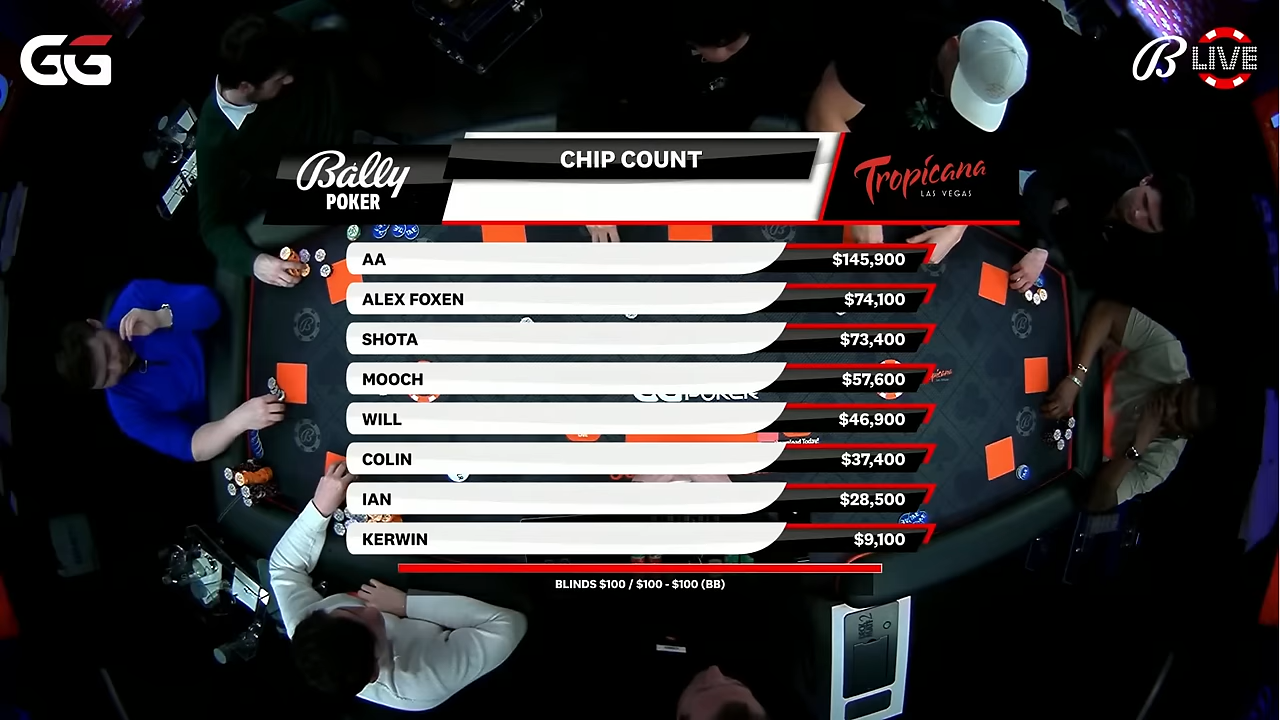 GG
B LIVE
CHIP COUNT
Bally
POKER
Tropicana
LAS VEGAS
AA $145,900
ALEX FOXEN $74,100
SHOTA $73,400
MOOCH $57,600
WILL $46,900
COLIN $37,400
IAN $28,500
KERWIN $9,100
BLINDS $100 / $100 - $100 (BB)